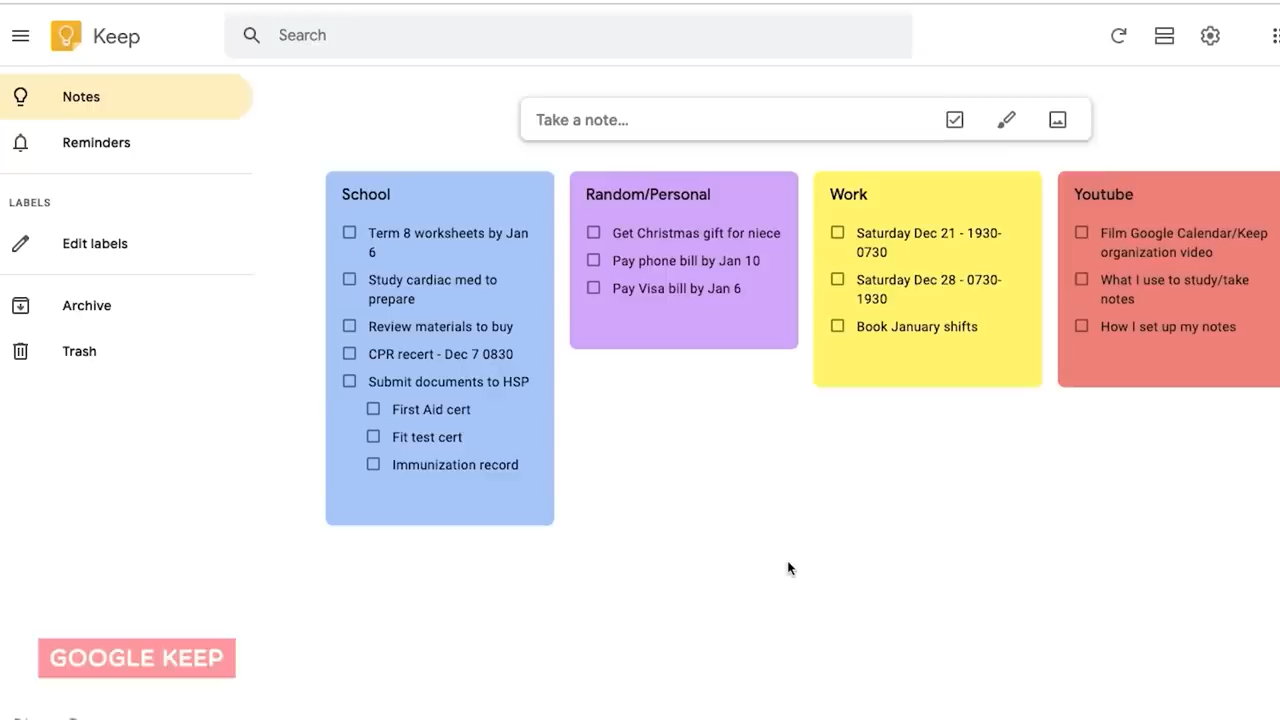 Keep
Search
Notes
Reminders
LABELS
Edit labels
Archive
Trash
Take a note...
School
Term 8 worksheets by Jan
6
Study cardiac med to
prepare
Review materials to buy
CPR recert - Dec 7 0830
Submit documents to HSP
First Aid cert
Fit test cert
Immunization record
Random/Personal
Get Christmas gift for niece
Pay phone bill by Jan 10
Pay Visa bill by Jan 6
Work
Saturday Dec 21 - 1930-
0730
Saturday Dec 28 - 0730-
1930
Book January shifts
Youtube
Film Google Calendar/Keep
organization video
What I use to study/take
notes
How I set up my notes
GOOGLE KEEP